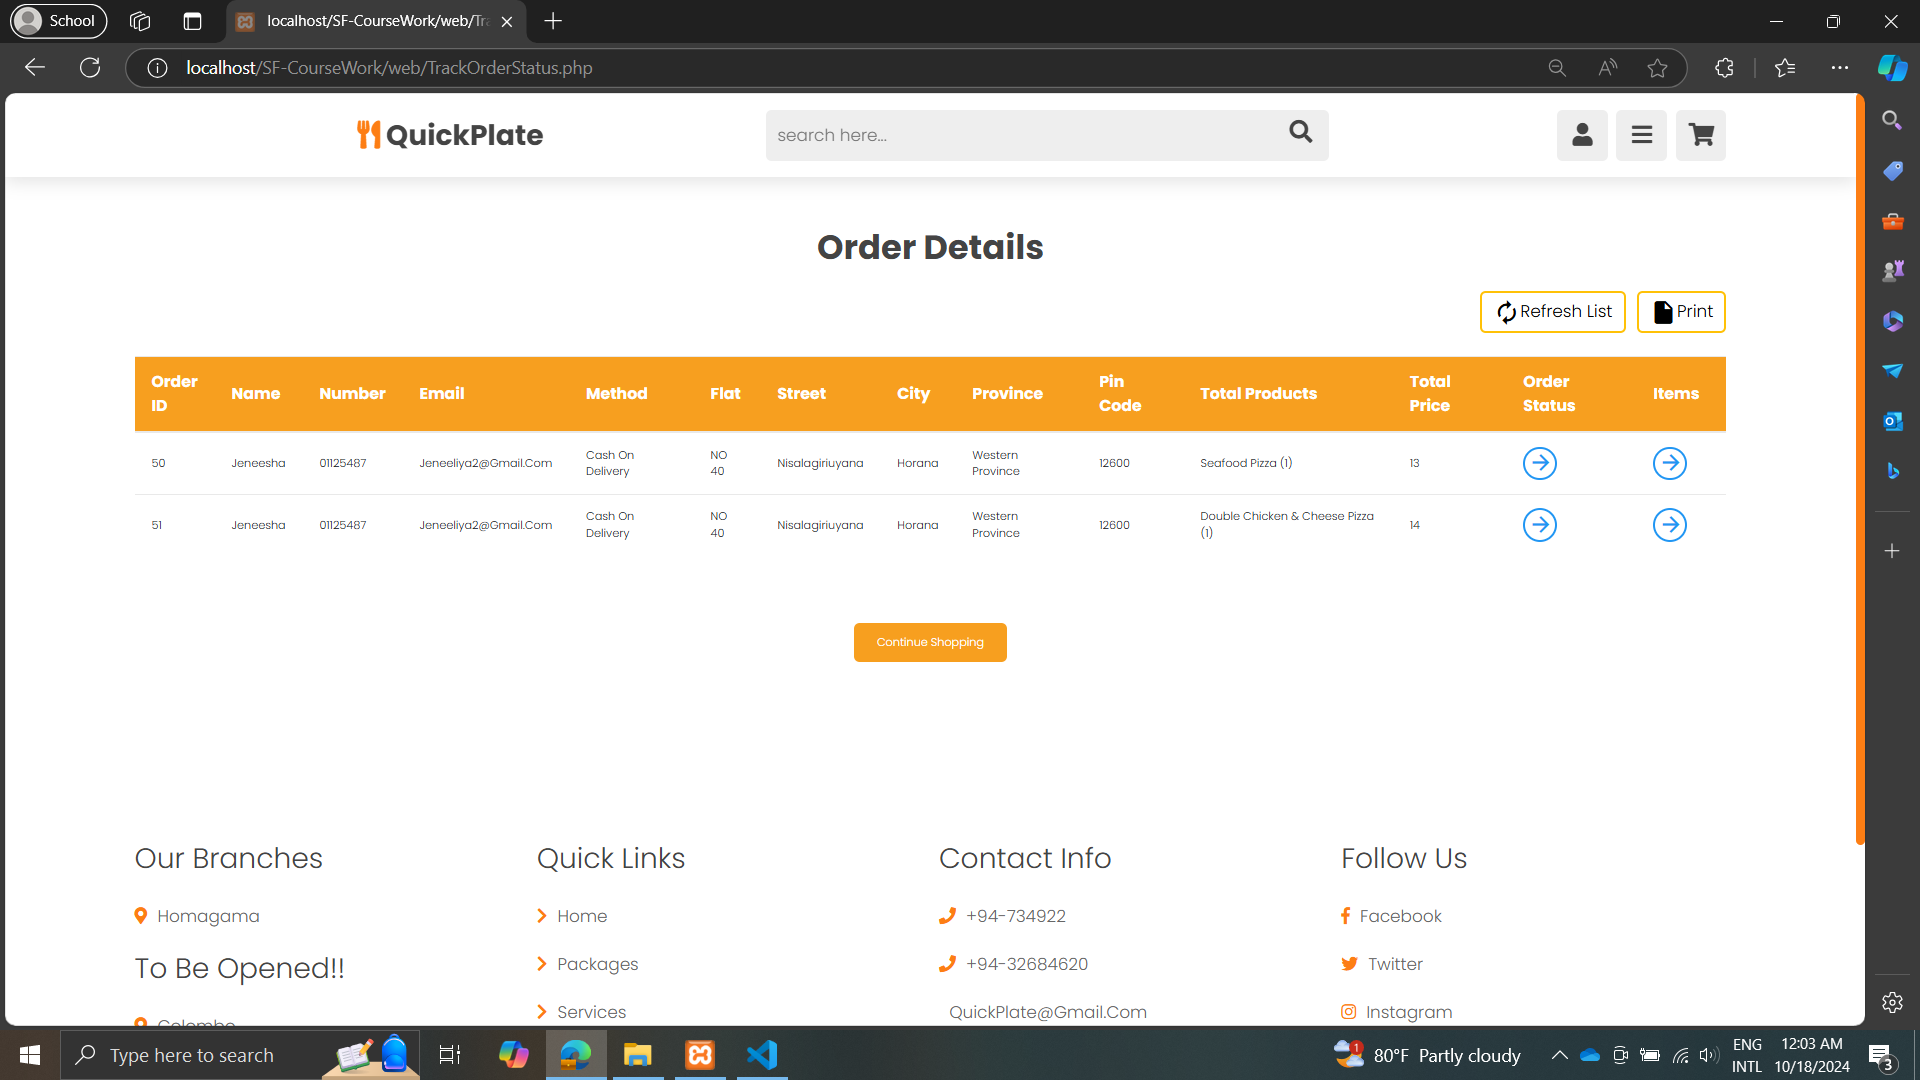 School
localhost/SF-CourseWork/web/Tra
localhost/SF-CourseWork/web/TrackOrderStatus.php
QuickPlate
search here...
Order Details
Refresh List
Print
Order ID Name Number Email Method Flat Street City Province Pin Code Total Products Total Price Order Status Items
50 Jeneesha 01125487 Jeneeliya2@Gmail.Com Cash On Delivery NO 40 Nisalagiriuyana Horana Western Province 12600 Seafood Pizza (1) 13
51 Jeneesha 01125487 Jeneeliya2@Gmail.Com Cash On Delivery NO 40 Nisalagiriuyana Horana Western Province 12600 Double Chicken & Cheese Pizza (1) 14
Continue Shopping
Our Branches
Homagama
To Be Opened!!
Colombo
Quick Links
Home
Packages
Services
Contact Info
+94-734922
+94-32684620
QuickPlate@Gmail.Com
Follow Us
Facebook
Twitter
Instagram
Type here to search
1
80°F Partly cloudy
ENG
INTL
12:03 AM
10/18/2024
3